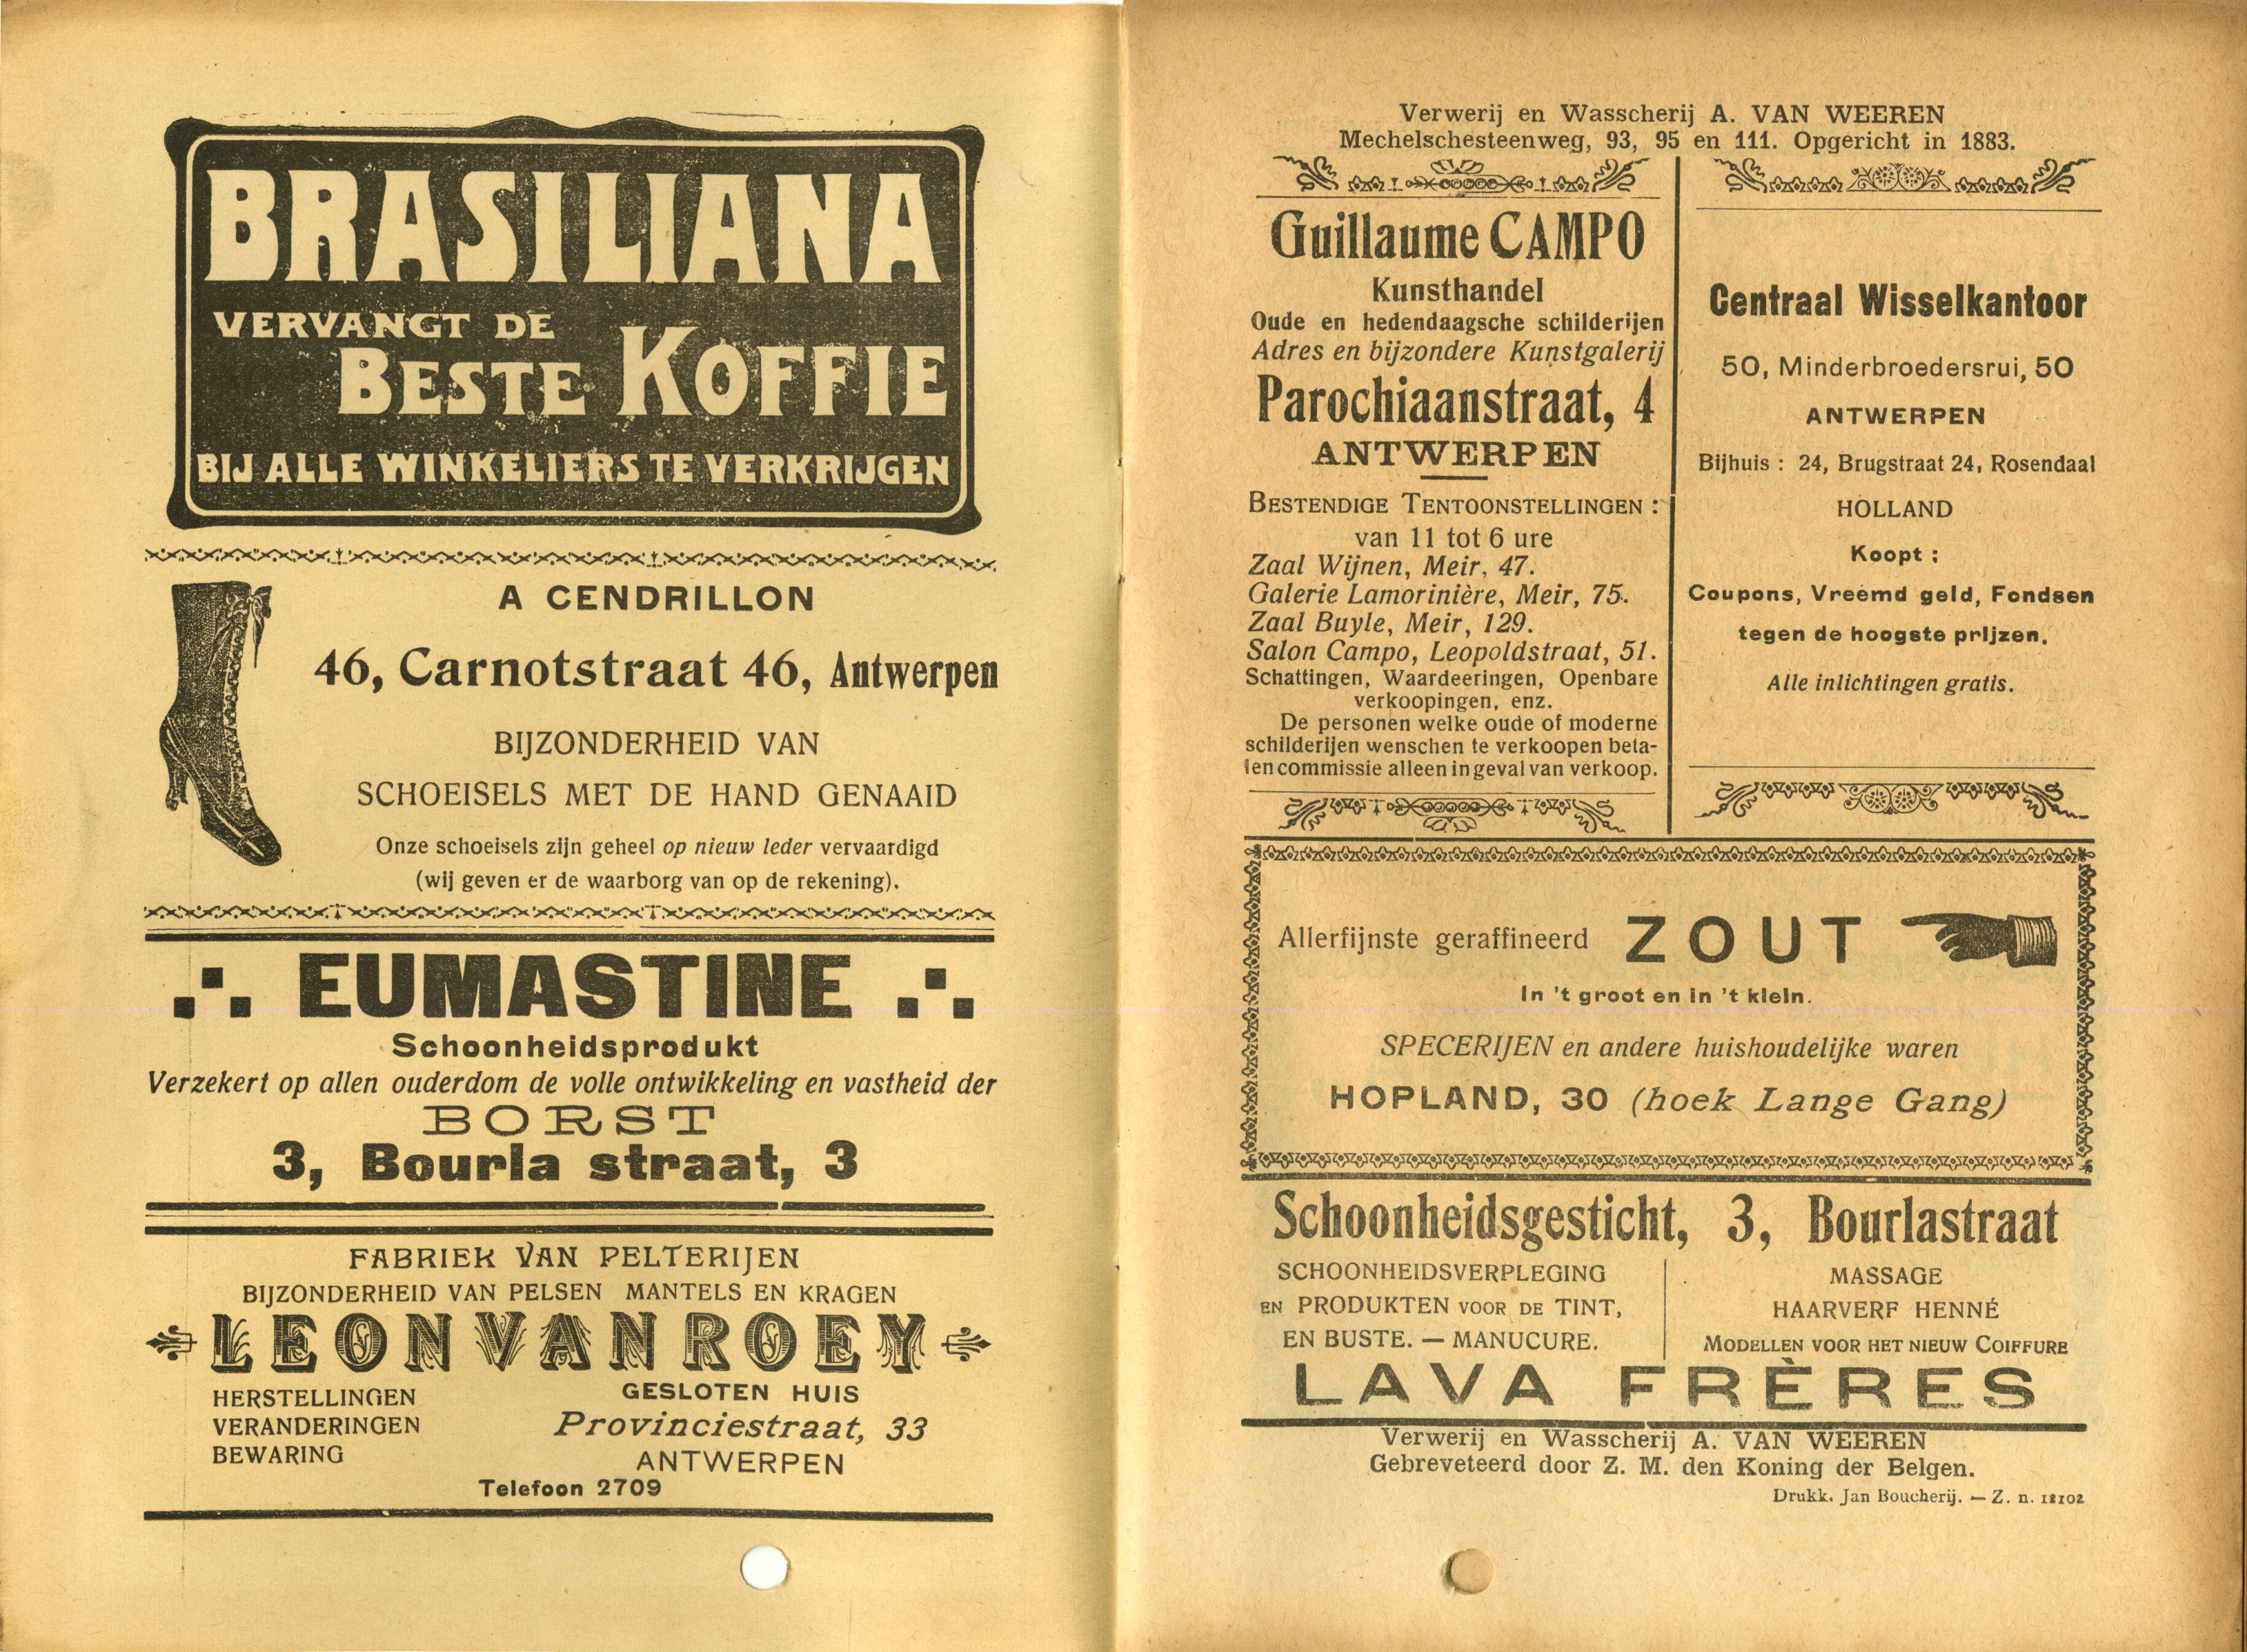 BRASILIANA
VERVANGT DE
BESTE KOFFIE
BIJ ALLE WINKELIERS TE VERKRIJGEN
A CENDRILLON
46, Carnotstraat 46, Antwerpen
BIJZONDERHEID VAN
SCHOEISELS MET DE HAND GENAAID
Onze schoeisels zijn geheel op nieuw leder vervaardigd
(wij geven er de waarborg van op de rekening).
EUMASTINE
Schoonheidsprodukt
Verzekert op allen ouderdom de volle ontwikkeling en vastheid der
BORST
3, Bourla straat, 3
FABRIEK VAN PELTERIJEN
BIJZONDERHEID VAN PELSEN MANTELS EN KRAGEN
LEON VAN ROEY
HERSTELLINGEN
VERANDERINGEN
BEWARING
GESLOTEN HUIS
Provinciestraat, 33
ANTWERPEN
Telefoon 2709
Verwerij en Wasscherij A. VAN WEEREN
Mechelschesteenweg, 93, 95 en 111. Opgericht in 1883.
Guillaume CAMPO
Kunsthandel
Oude en hedendaagsche schilderijen
Adres en bijzondere Kunstgalerij
Parochiaanstraat, 4
ANTWERPEN
BESTENDIGE TENTOONSTELLINGEN :
van 11 tot 6 ure
Zaal Wijnen, Meir, 47.
Galerie Lamorinière, Meir, 75.
Zaal Buyle, Meir, 129.
Salon Campo, Leopoldstraat, 51.
Schattingen, Waardeeringen, Openbare
verkoopingen, enz.
De personen welke oude of moderne
schilderijen wenschen te verkoopen beta-
len commissie alleen in geval van verkoop.
Centraal Wisselkantoor
50, Minderbroedersrui, 50
ANTWERPEN
Bijhuis : 24, Brugstraat 24, Rosendaal
HOLLAND
Koopt :
Coupons, Vreemd geld, Fondsen
tegen de hoogste prijzen.
Alle inlichtingen gratis.
Allerfijnste geraffineerd ZOUT
In 't groot en in 't klein.
SPECERIJEN en andere huishoudelijke waren
HOPLAND, 30 (hoek Lange Gang)
Schoonheidsgesticht, 3, Bourlastraat
SCHOONHEIDSVERPLEGING
EN PRODUKTEN VOOR DE TINT,
EN BUSTE. — MANUCURE.
MASSAGE
HAARVERF HENNÉ
MODELLEN VOOR HET NIEUW COIFFURE
LAVA FRÈRES
Verwerij en Wasscherij A. VAN WEEREN
Gebreveteerd door Z. M. den Koning der Belgen.
Drukk. Jan Boucherij. — Z. n. 12102